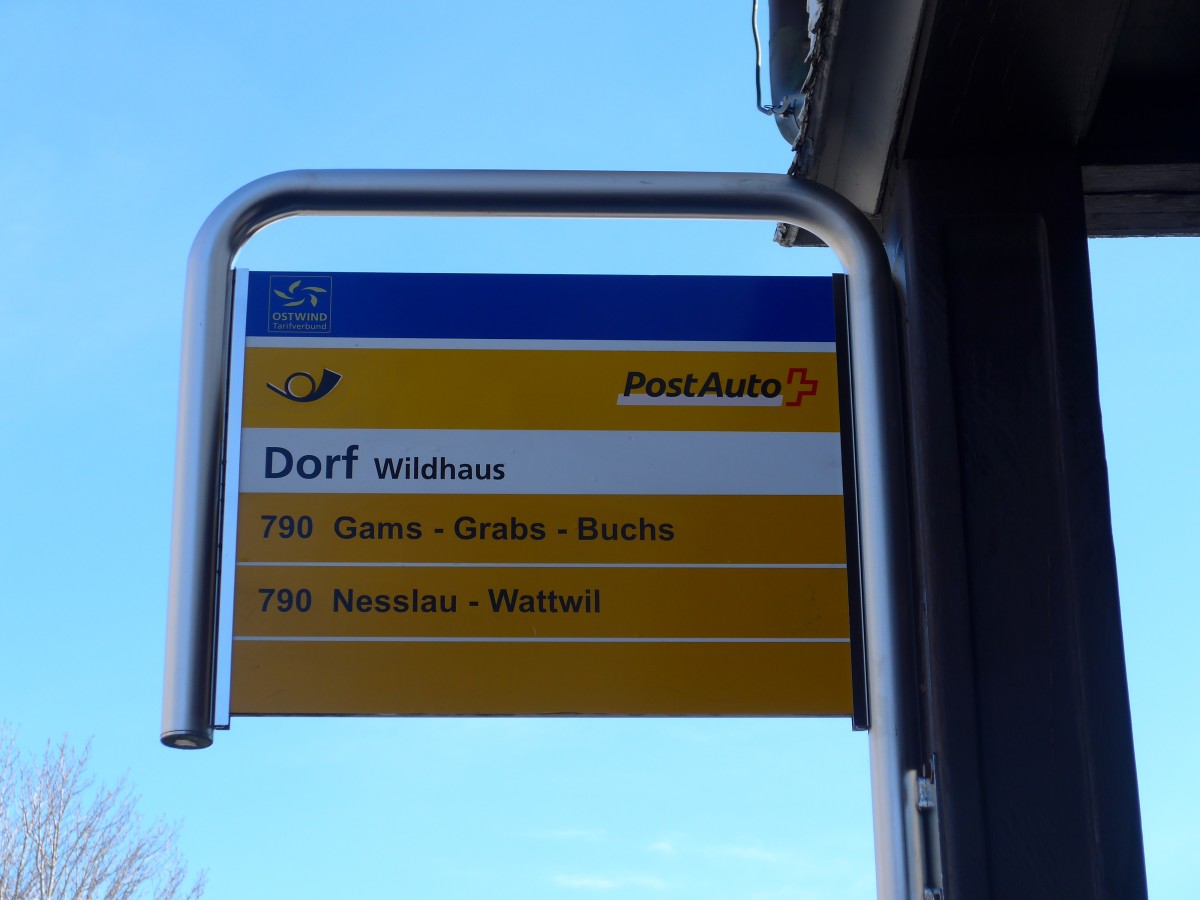 OSTWIND
Tarifverbund
PostAuto
Dorf Wildhaus
790 Gams - Grabs - Buchs
790 Nesslau - Wattwil